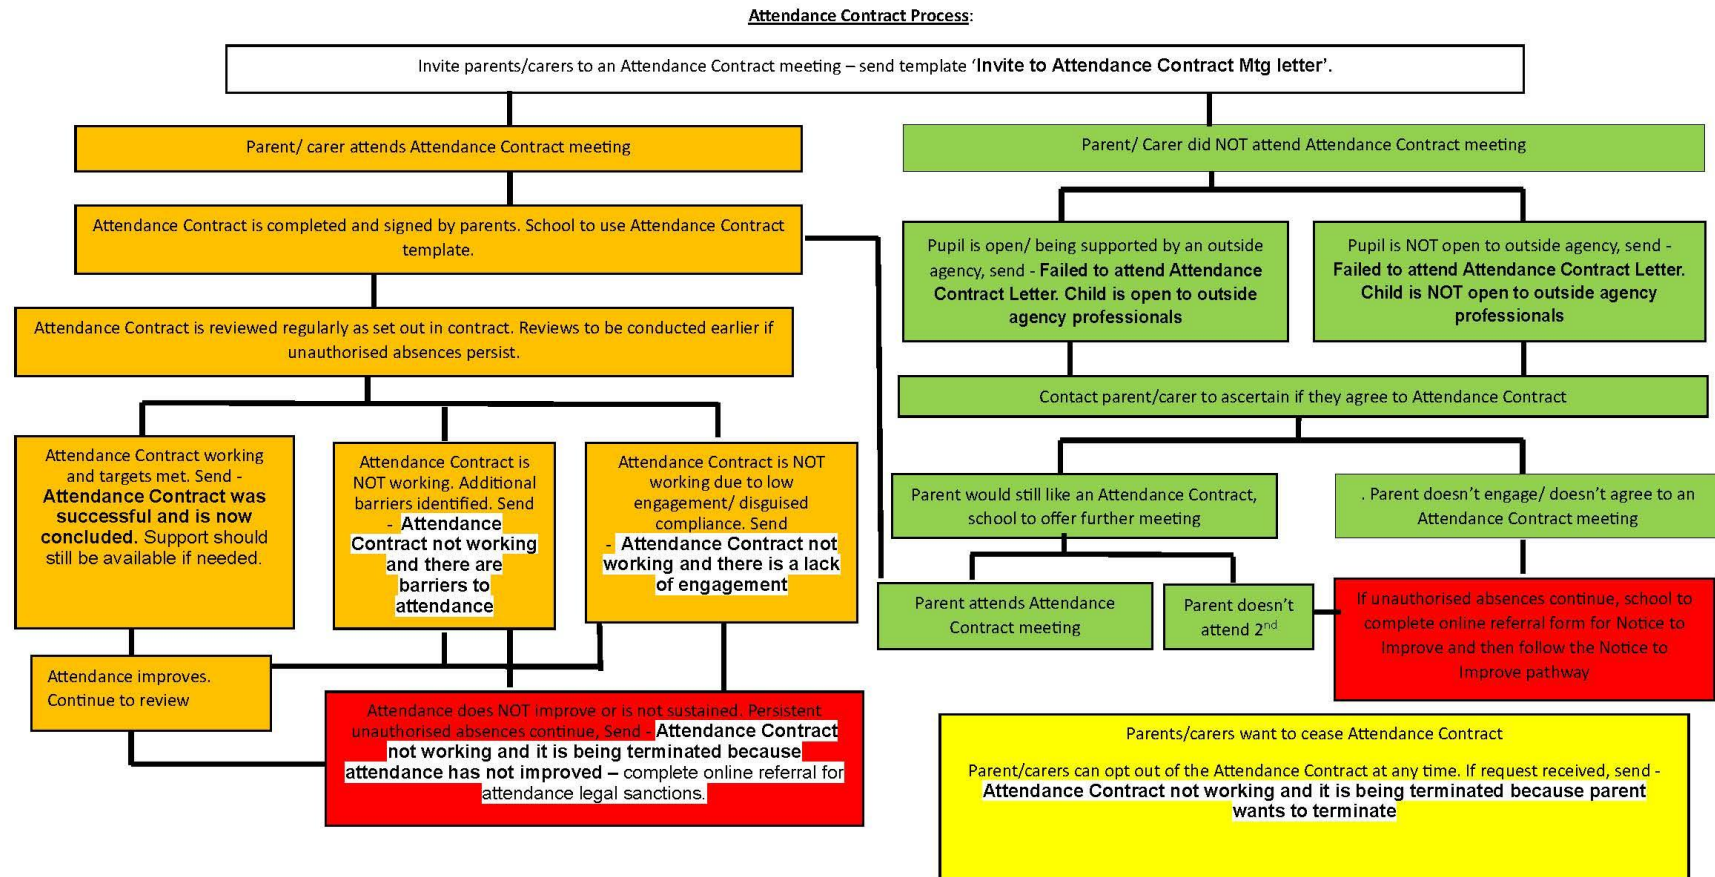 Attendance Contract Process:
Invite parents/carers to an Attendance Contract meeting – send template ‘Invite to Attendance Contract Mtg letter’.
Parent/ carer attends Attendance Contract meeting
Parent/ Carer did NOT attend Attendance Contract meeting
Attendance Contract is completed and signed by parents. School to use Attendance Contract
template.
Pupil is open/ being supported by an outside
agency, send - Failed to attend Attendance
Contract Letter. Child is open to outside
agency professionals
Pupil is NOT open to outside agency, send -
Failed to attend Attendance Contract Letter.
Child is NOT open to outside agency
professionals
Attendance Contract is reviewed regularly as set out in contract. Reviews to be conducted earlier if
unauthorised absences persist.
Contact parent/carer to ascertain if they agree to Attendance Contract
Attendance Contract working
and targets met. Send -
Attendance Contract was
successful and is now
concluded. Support should
still be available if needed.
Attendance Contract is
NOT working. Additional
barriers identified. Send
- Attendance
Contract not working
and there are
barriers to
attendance
Attendance Contract is NOT
working due to low
engagement/ disguised
compliance. Send
- Attendance Contract not
working and there is a lack
of engagement
Parent would still like an Attendance Contract,
school to offer further meeting
. Parent doesn’t engage/ doesn’t agree to an
Attendance Contract meeting
Parent attends Attendance
Contract meeting
Parent doesn’t
attend 2nd
If unauthorised absences continue, school to
complete online referral form for Notice to
Improve and then follow the Notice to
Improve pathway
Attendance improves.
Continue to review
Attendance does NOT improve or is not sustained. Persistent
unauthorised absences continue, Send - Attendance Contract
not working and it is being terminated because
attendance has not improved – complete online referral for
attendance legal sanctions.
Parents/carers want to cease Attendance Contract
Parent/carers can opt out of the Attendance Contract at any time. If request received, send -
Attendance Contract not working and it is being terminated because parent
wants to terminate